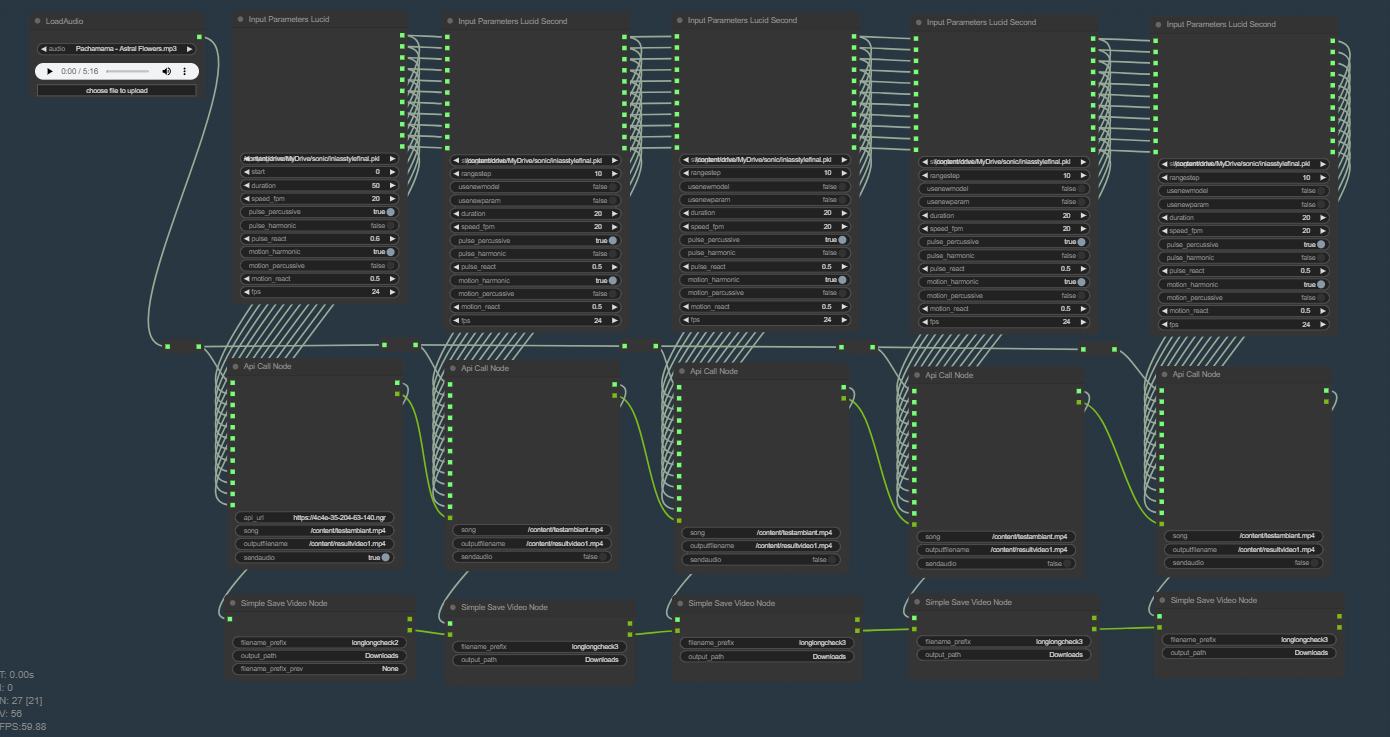 LoadAudio
audio Pachamama - Astral Flowers.mp3
0:00 / 5:16
choose file to upload
Input Parameters Lucid
start 0
duration 50
speed_fpm 20
pulse_percussive true
pulse_harmonic false
pulse_react 0.6
motion_harmonic true
motion_percussive false
motion_react 0.5
fps 24
Input Parameters Lucid Second
/content/drive/MyDrive/sonic/iniasstylefinal.pkl
rangestep 10
usenewmodel false
usenewparam false
duration 20
speed_fpm 20
pulse_percussive true
pulse_harmonic false
pulse_react 0.5
motion_harmonic true
motion_percussive false
motion_react 0.5
fps 24
Input Parameters Lucid Second
/content/drive/MyDrive/sonic/iniasstylefinal.pkl
rangestep 10
usenewmodel false
usenewparam false
duration 20
speed_fpm 20
pulse_percussive true
pulse_harmonic false
pulse_react 0.5
motion_harmonic true
motion_percussive false
motion_react 0.5
fps 24
Input Parameters Lucid Second
/content/drive/MyDrive/sonic/iniasstylefinal.pkl
rangestep 10
usenewmodel false
usenewparam false
duration 20
speed_fpm 20
pulse_percussive true
pulse_harmonic false
pulse_react 0.5
motion_harmonic true
motion_percussive false
motion_react 0.5
fps 24
Input Parameters Lucid Second
/content/drive/MyDrive/sonic/iniasstylefinal.pkl
rangestep 10
usenewmodel false
usenewparam false
duration 20
speed_fpm 20
pulse_percussive true
pulse_harmonic false
pulse_react 0.5
motion_harmonic true
motion_percussive false
motion_react 0.5
fps 24
Api Call Node
api_url https://4c4e-35-204-63-140.ngr
song /content/testambiant.mp4
outputfilename /content/resultvideo1.mp4
sendaudio true
Api Call Node
song /content/testambiant.mp4
outputfilename /content/resultvideo1.mp4
sendaudio false
Api Call Node
song /content/testambiant.mp4
outputfilename /content/resultvideo1.mp4
sendaudio false
Api Call Node
song /content/testambiant.mp4
outputfilename /content/resultvideo1.mp4
sendaudio false
Api Call Node
song /content/testambiant.mp4
outputfilename /content/resultvideo1.mp4
sendaudio false
Simple Save Video Node
filename_prefix longlongcheck2
output_path Downloads
filename_prefix_prev None
Simple Save Video Node
filename_prefix longlongcheck3
output_path Downloads
Simple Save Video Node
filename_prefix longlongcheck3
output_path Downloads
Simple Save Video Node
filename_prefix longlongcheck3
output_path Downloads
Simple Save Video Node
filename_prefix longlongcheck3
output_path Downloads
T: 0.00s
I: 0
N: 27 [21]
V: 56
FPS:59.88